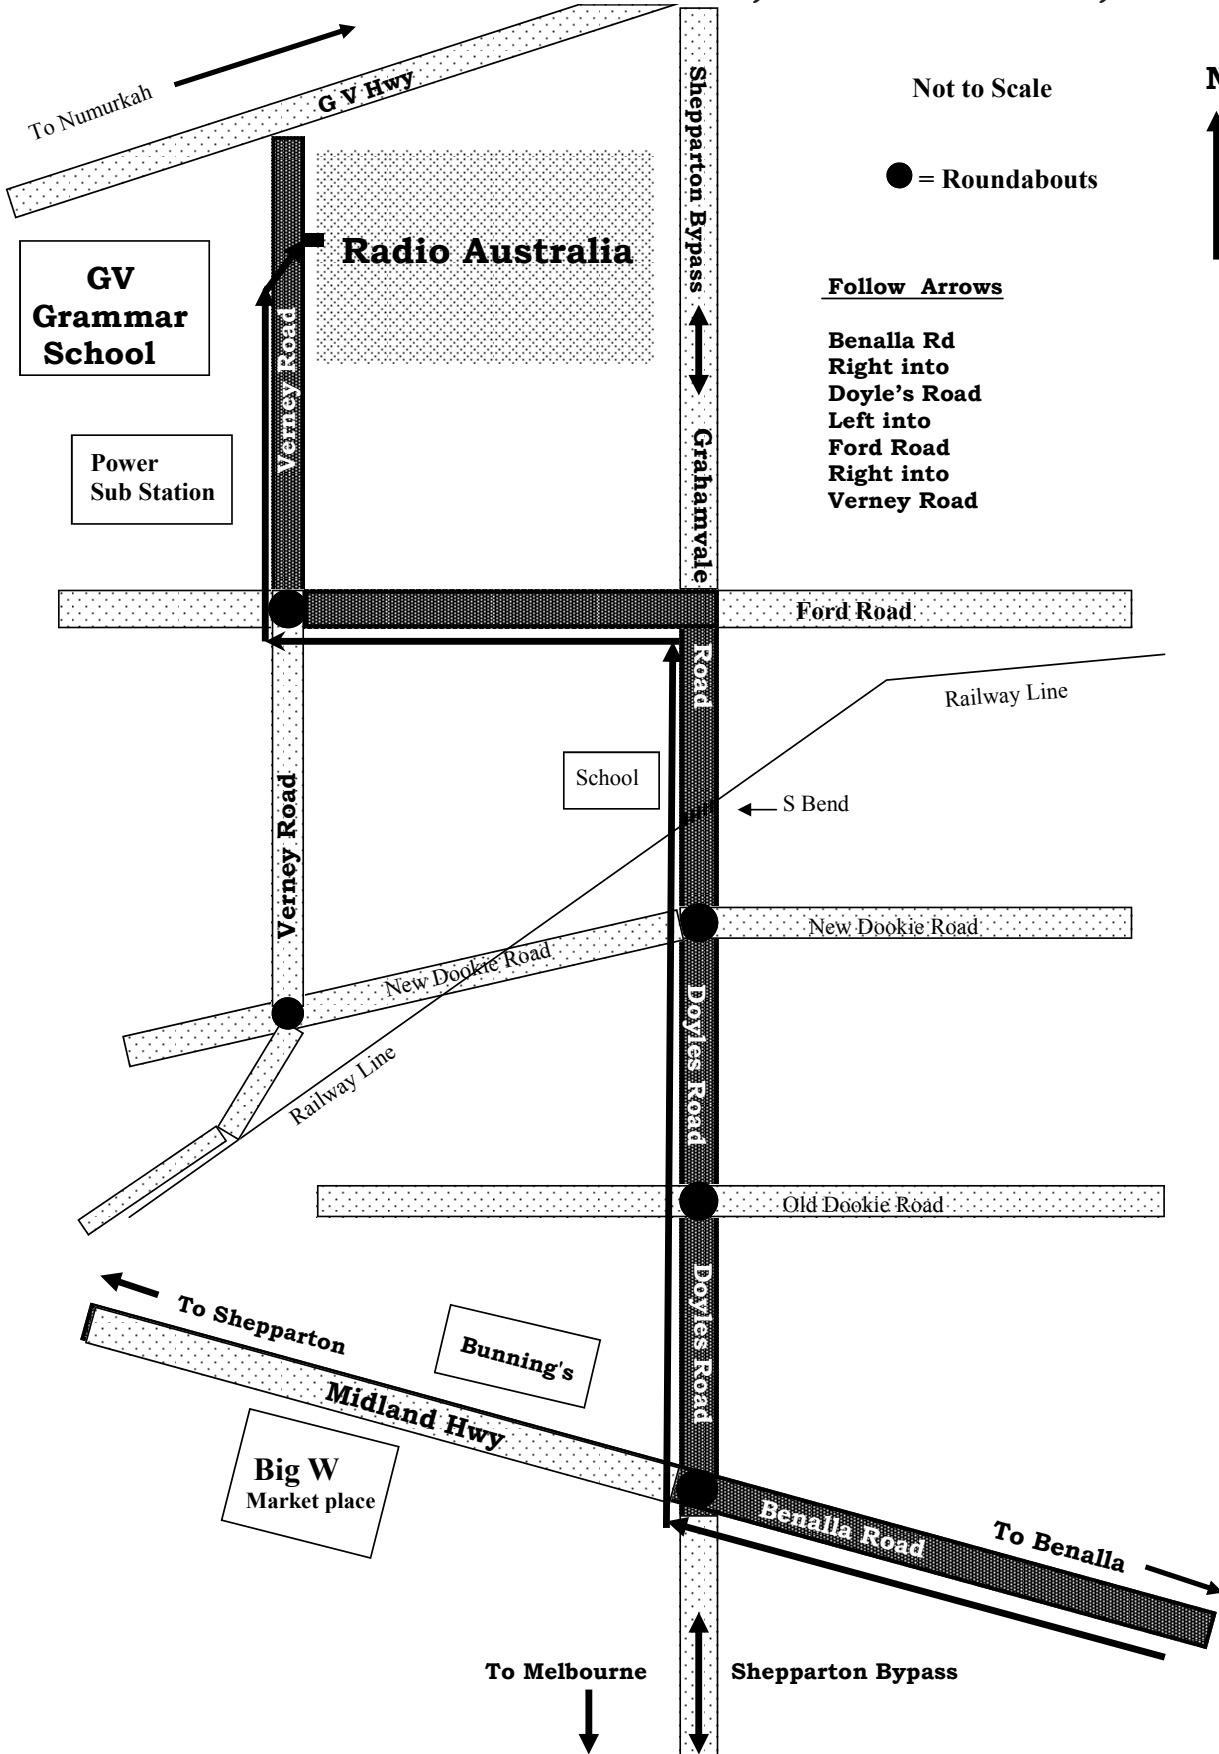 Not to Scale
= Roundabouts
To Numurkah
G V Hwy
Shepparton Bypass
Radio Australia
GV
Grammar
School
Follow Arrows
Benalla Rd
Right into
Doyle's Road
Left into
Ford Road
Right into
Verney Road
Verney Road
Power
Sub Station
Grahamvale
Road
Ford Road
Railway Line
School
S Bend
Verney Road
New Dookie Road
New Dookie Road
Railway Line
Doyles Road
Old Dookie Road
Doyles Road
To Shepparton
Bunning's
Midland Hwy
Big W
Market place
Benalla Road
To Benalla
To Melbourne
Shepparton Bypass